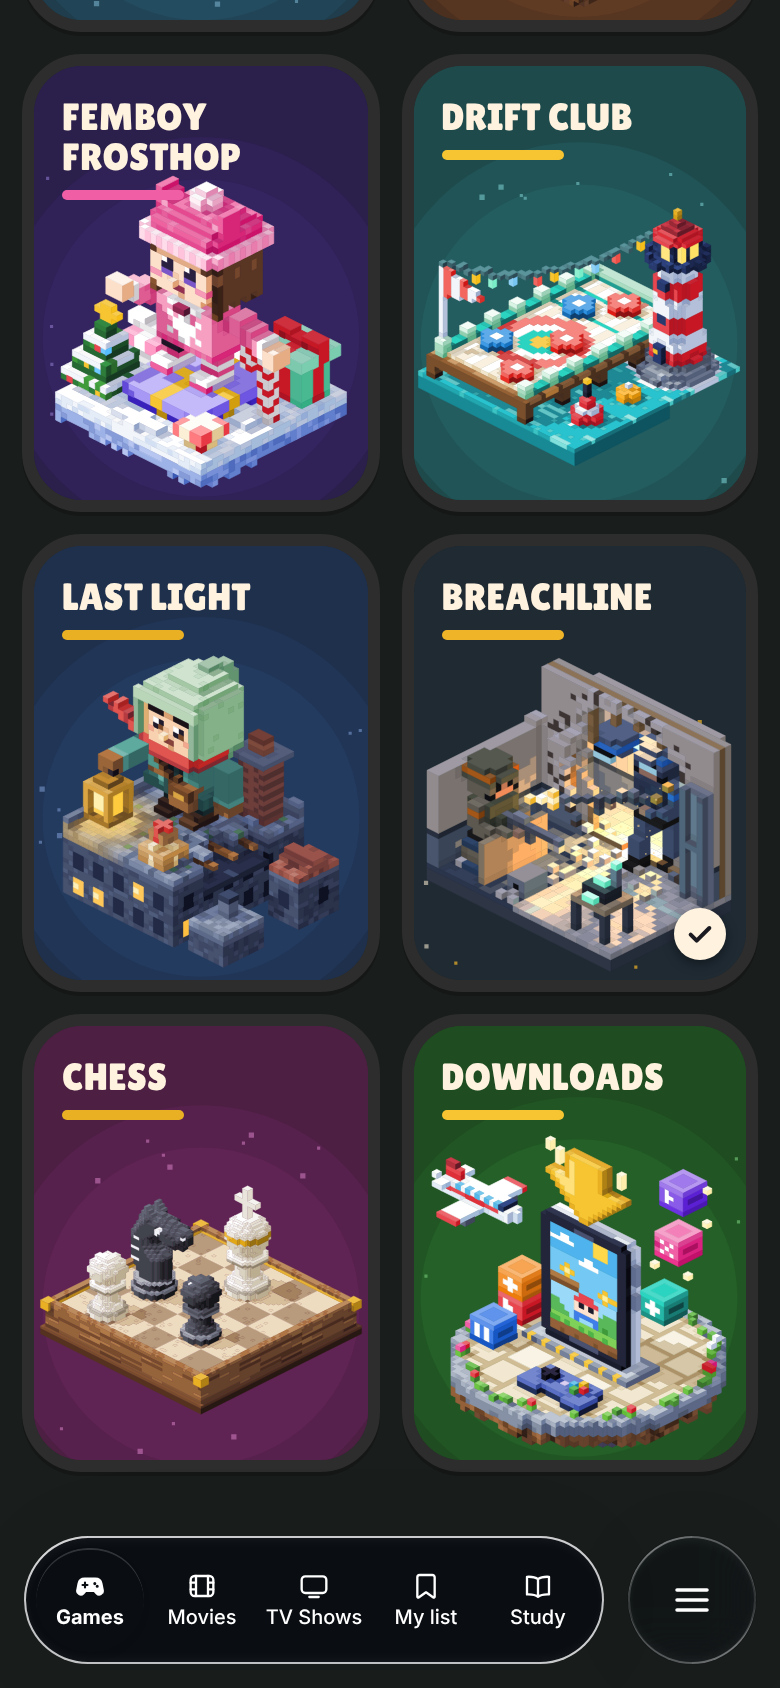 FEMBOY
FROSTHOP
DRIFT CLUB
LAST LIGHT
BREACHLINE
CHESS
DOWNLOADS
Games
Movies
TV Shows
My list
Study